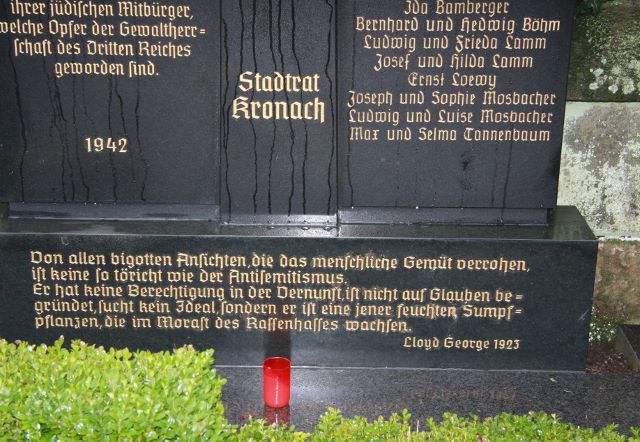 ihrer jüdischen Mitbürger,
welche Opfer der Gewaltherr=
schaft des Dritten Reiches
geworden sind.
1942
Stadtrat
Kronach
Ida Bamberger
Bernhard und Hedwig Böhm
Ludwig und Frieda Lamm
Josef und Hilda Lamm
Ernst Loewy
Joseph und Sophie Mosbacher
Ludwig und Luise Mosbacher
Max und Selma Tannenbaum
Von allen bigotten Ansichten, die das menschliche Gemüt verrohen,
ist keine so töricht wie der Antisemitismus.
Er hat keine Berechtigung in der Vernunft, ist nicht auf Glauben be=
gründet, sucht kein Ideal, sondern er ist eine jener feuchten Sumpf=
pflanzen, die im Morast des Rassenhasses wachsen.
Lloyd George 1923